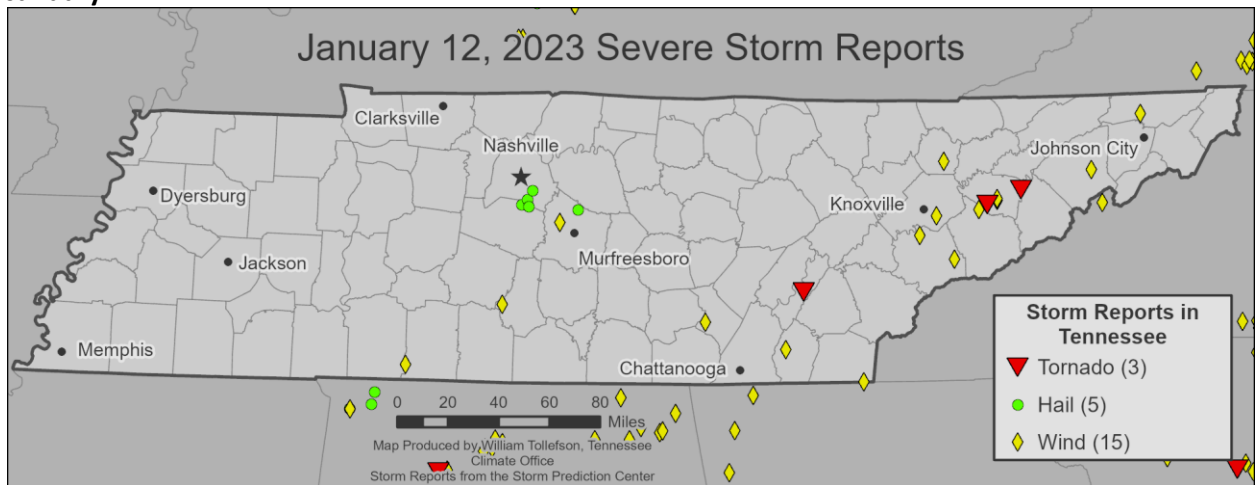 January 12, 2023 Severe Storm Reports
Clarksville
Nashville
Johnson City
Dyersburg
Knoxville
Murfreesboro
Jackson
Memphis
Chattanooga
Storm Reports in
Tennessee
Tornado (3)
Hail (5)
Wind (15)
0 20 40 60 80
Miles
Map Produced by William Tollefson, Tennessee
Climate Office
Storm Reports from the Storm Prediction Center